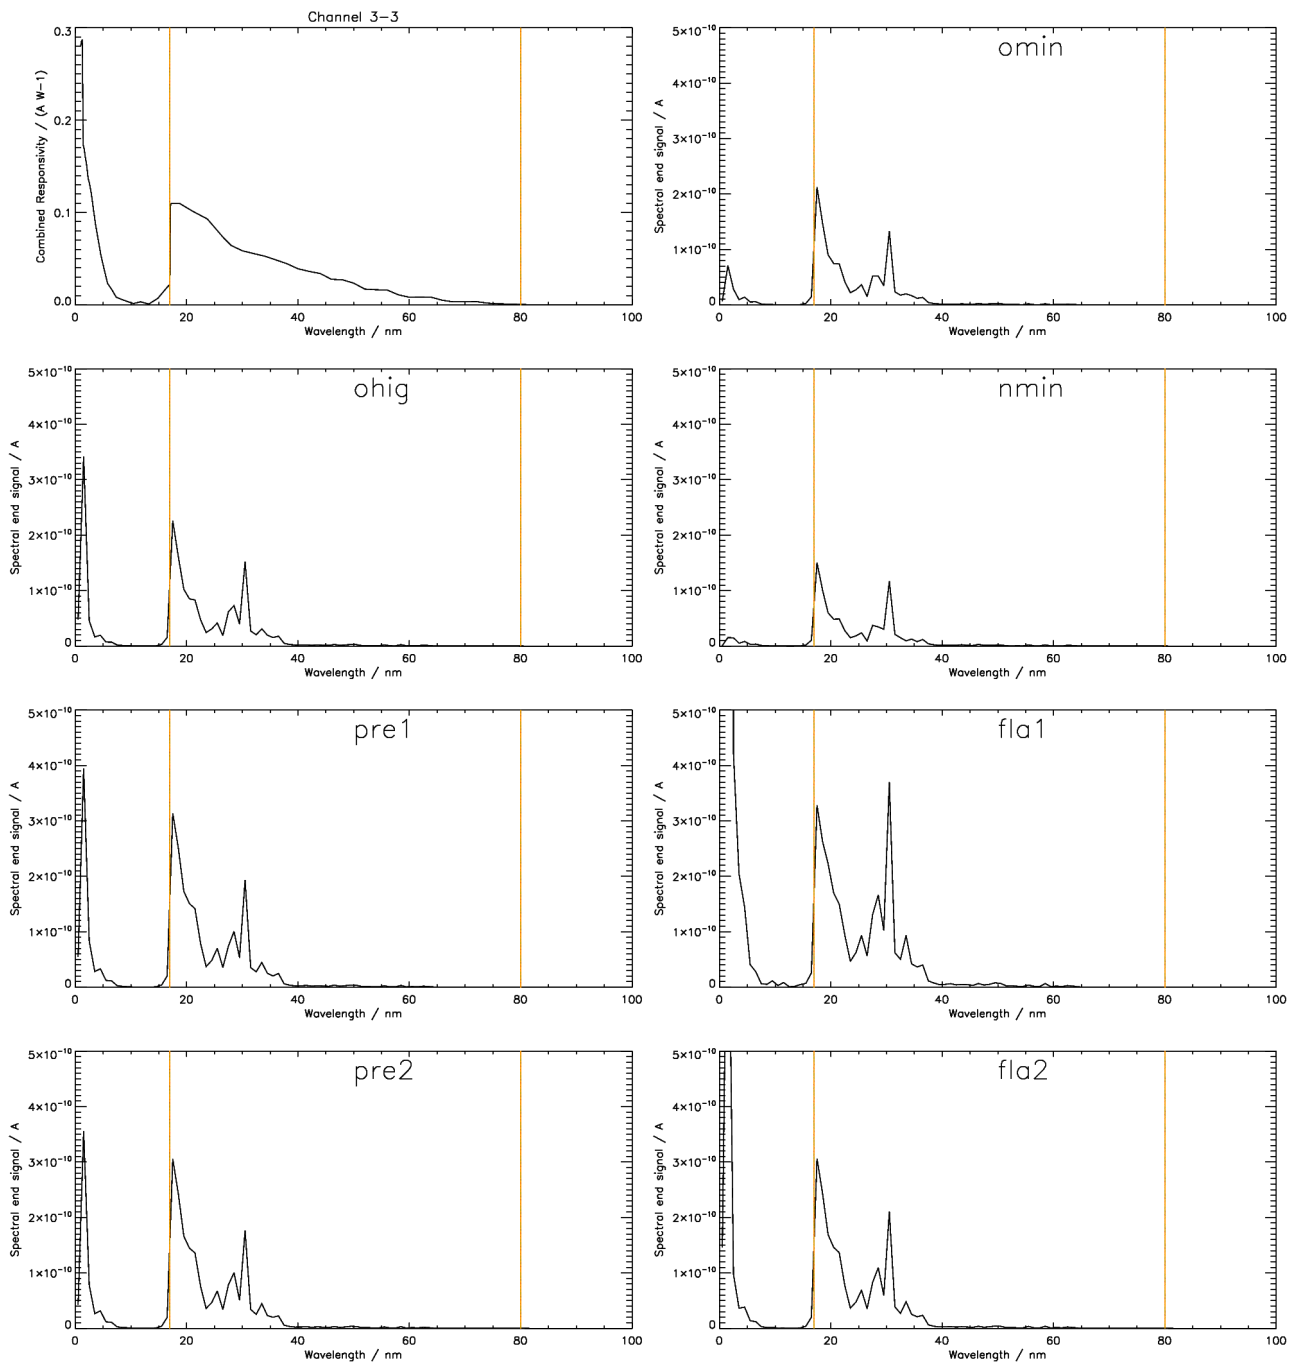 Channel 3-3
0.3
0.2
0.1
0.0
Combined Responsivity / (A W-1)
0 20 40 60 80 100
Wavelength / nm
omin
5×10⁻¹⁰
4×10⁻¹⁰
3×10⁻¹⁰
2×10⁻¹⁰
1×10⁻¹⁰
0
Spectral end signal / A
0 20 40 60 80 100
Wavelength / nm
ohig
5×10⁻¹⁰
4×10⁻¹⁰
3×10⁻¹⁰
2×10⁻¹⁰
1×10⁻¹⁰
0
Spectral end signal / A
0 20 40 60 80 100
Wavelength / nm
nmin
5×10⁻¹⁰
4×10⁻¹⁰
3×10⁻¹⁰
2×10⁻¹⁰
1×10⁻¹⁰
0
Spectral end signal / A
0 20 40 60 80 100
Wavelength / nm
pre1
5×10⁻¹⁰
4×10⁻¹⁰
3×10⁻¹⁰
2×10⁻¹⁰
1×10⁻¹⁰
0
Spectral end signal / A
0 20 40 60 80 100
Wavelength / nm
fla1
5×10⁻¹⁰
4×10⁻¹⁰
3×10⁻¹⁰
2×10⁻¹⁰
1×10⁻¹⁰
0
Spectral end signal / A
0 20 40 60 80 100
Wavelength / nm
pre2
5×10⁻¹⁰
4×10⁻¹⁰
3×10⁻¹⁰
2×10⁻¹⁰
1×10⁻¹⁰
0
Spectral end signal / A
0 20 40 60 80 100
Wavelength / nm
fla2
5×10⁻¹⁰
4×10⁻¹⁰
3×10⁻¹⁰
2×10⁻¹⁰
1×10⁻¹⁰
0
Spectral end signal / A
0 20 40 60 80 100
Wavelength / nm